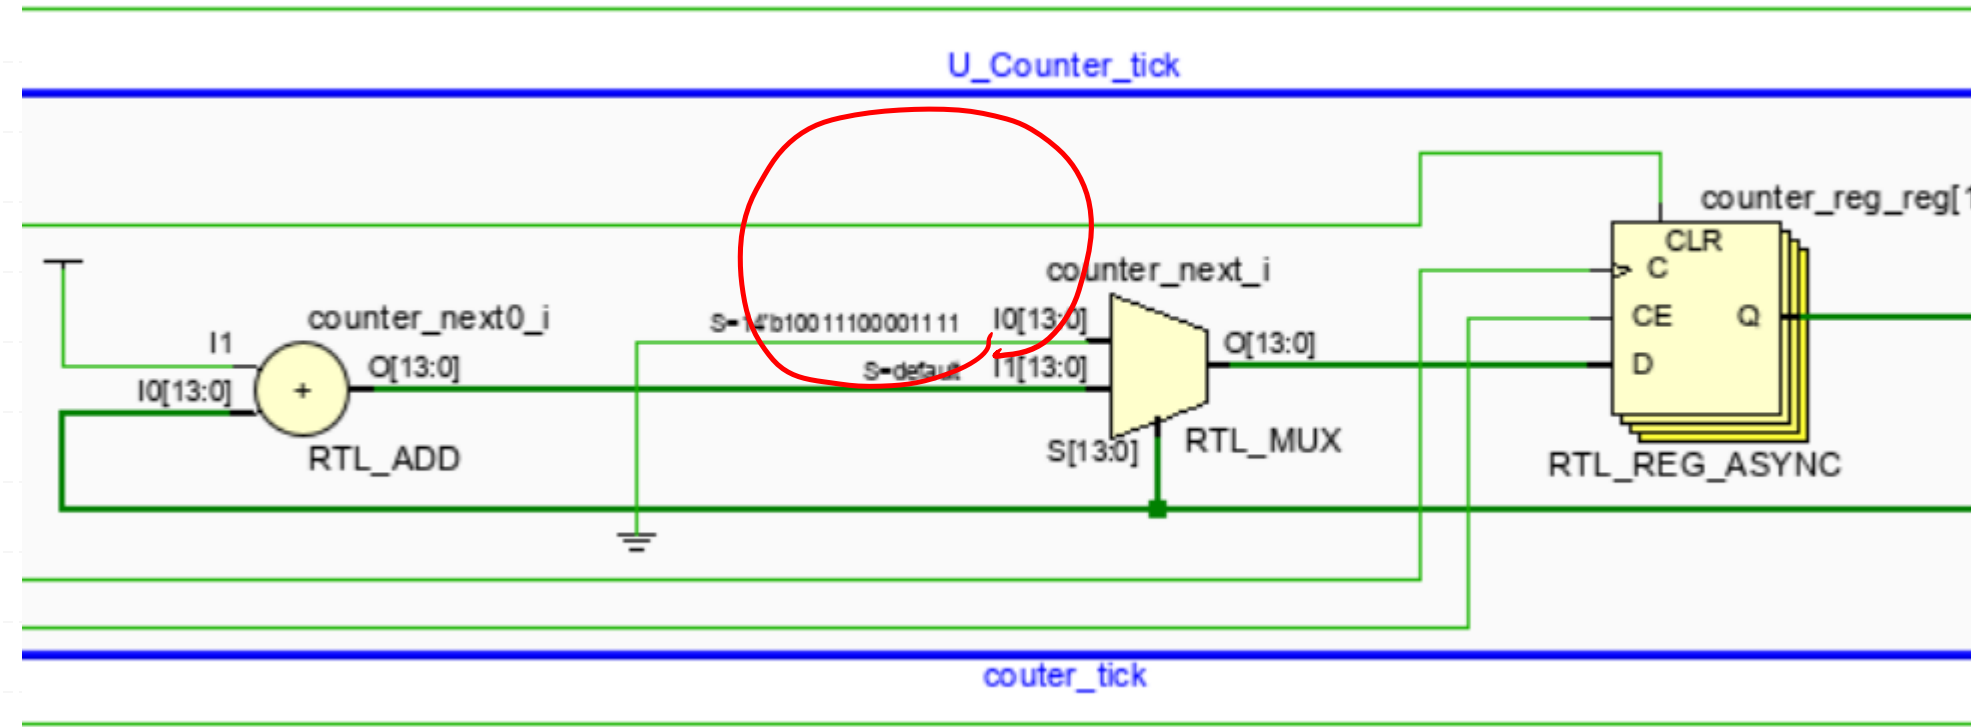 U_Counter_tick
counter_reg_reg[1
CLR
counter_next_i
C
counter_next0_i
S=14'b10011100001111
I0[13:0]
CE
Q
I1
O[13:0]
O[13:0]
S=default
I1[13:0]
D
I0[13:0]
+
S[13:0]
RTL_MUX
RTL_ADD
RTL_REG_ASYNC
couter_tick